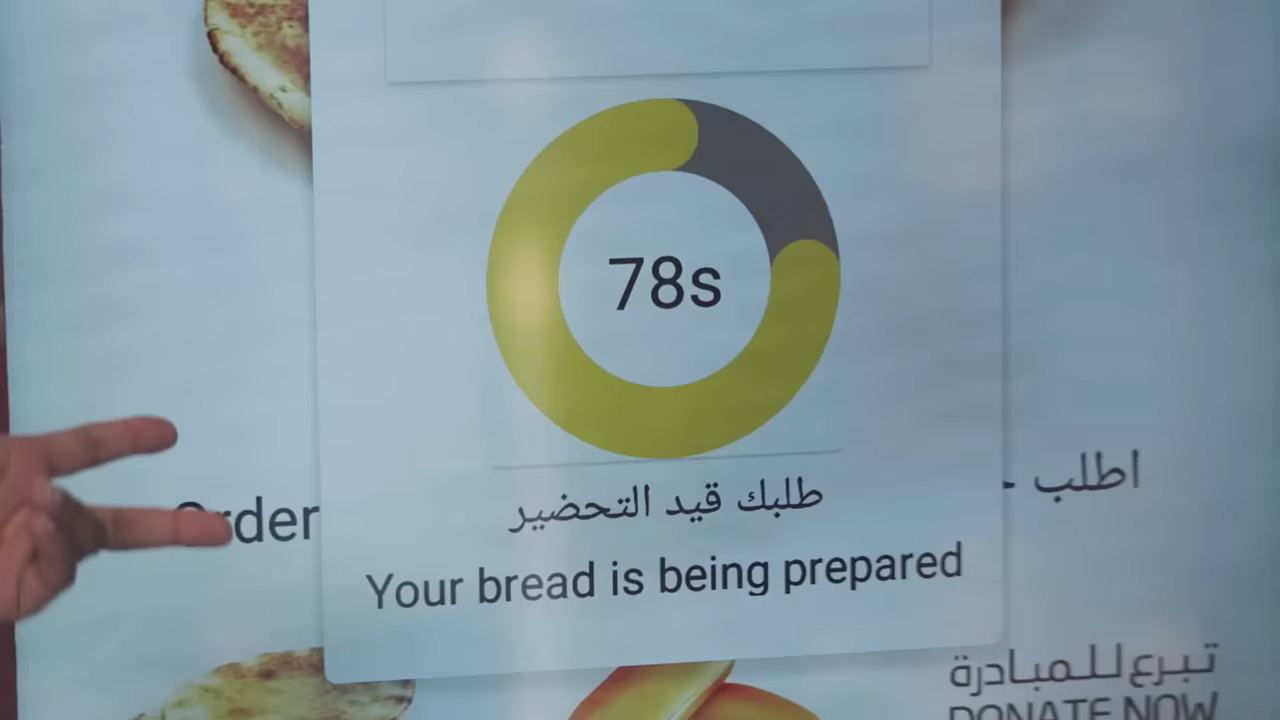 78s
اطلب -
طلبك قيد التحضير
Order
Your bread is being prepared
تبرع للمبادرة
DONATE NOW